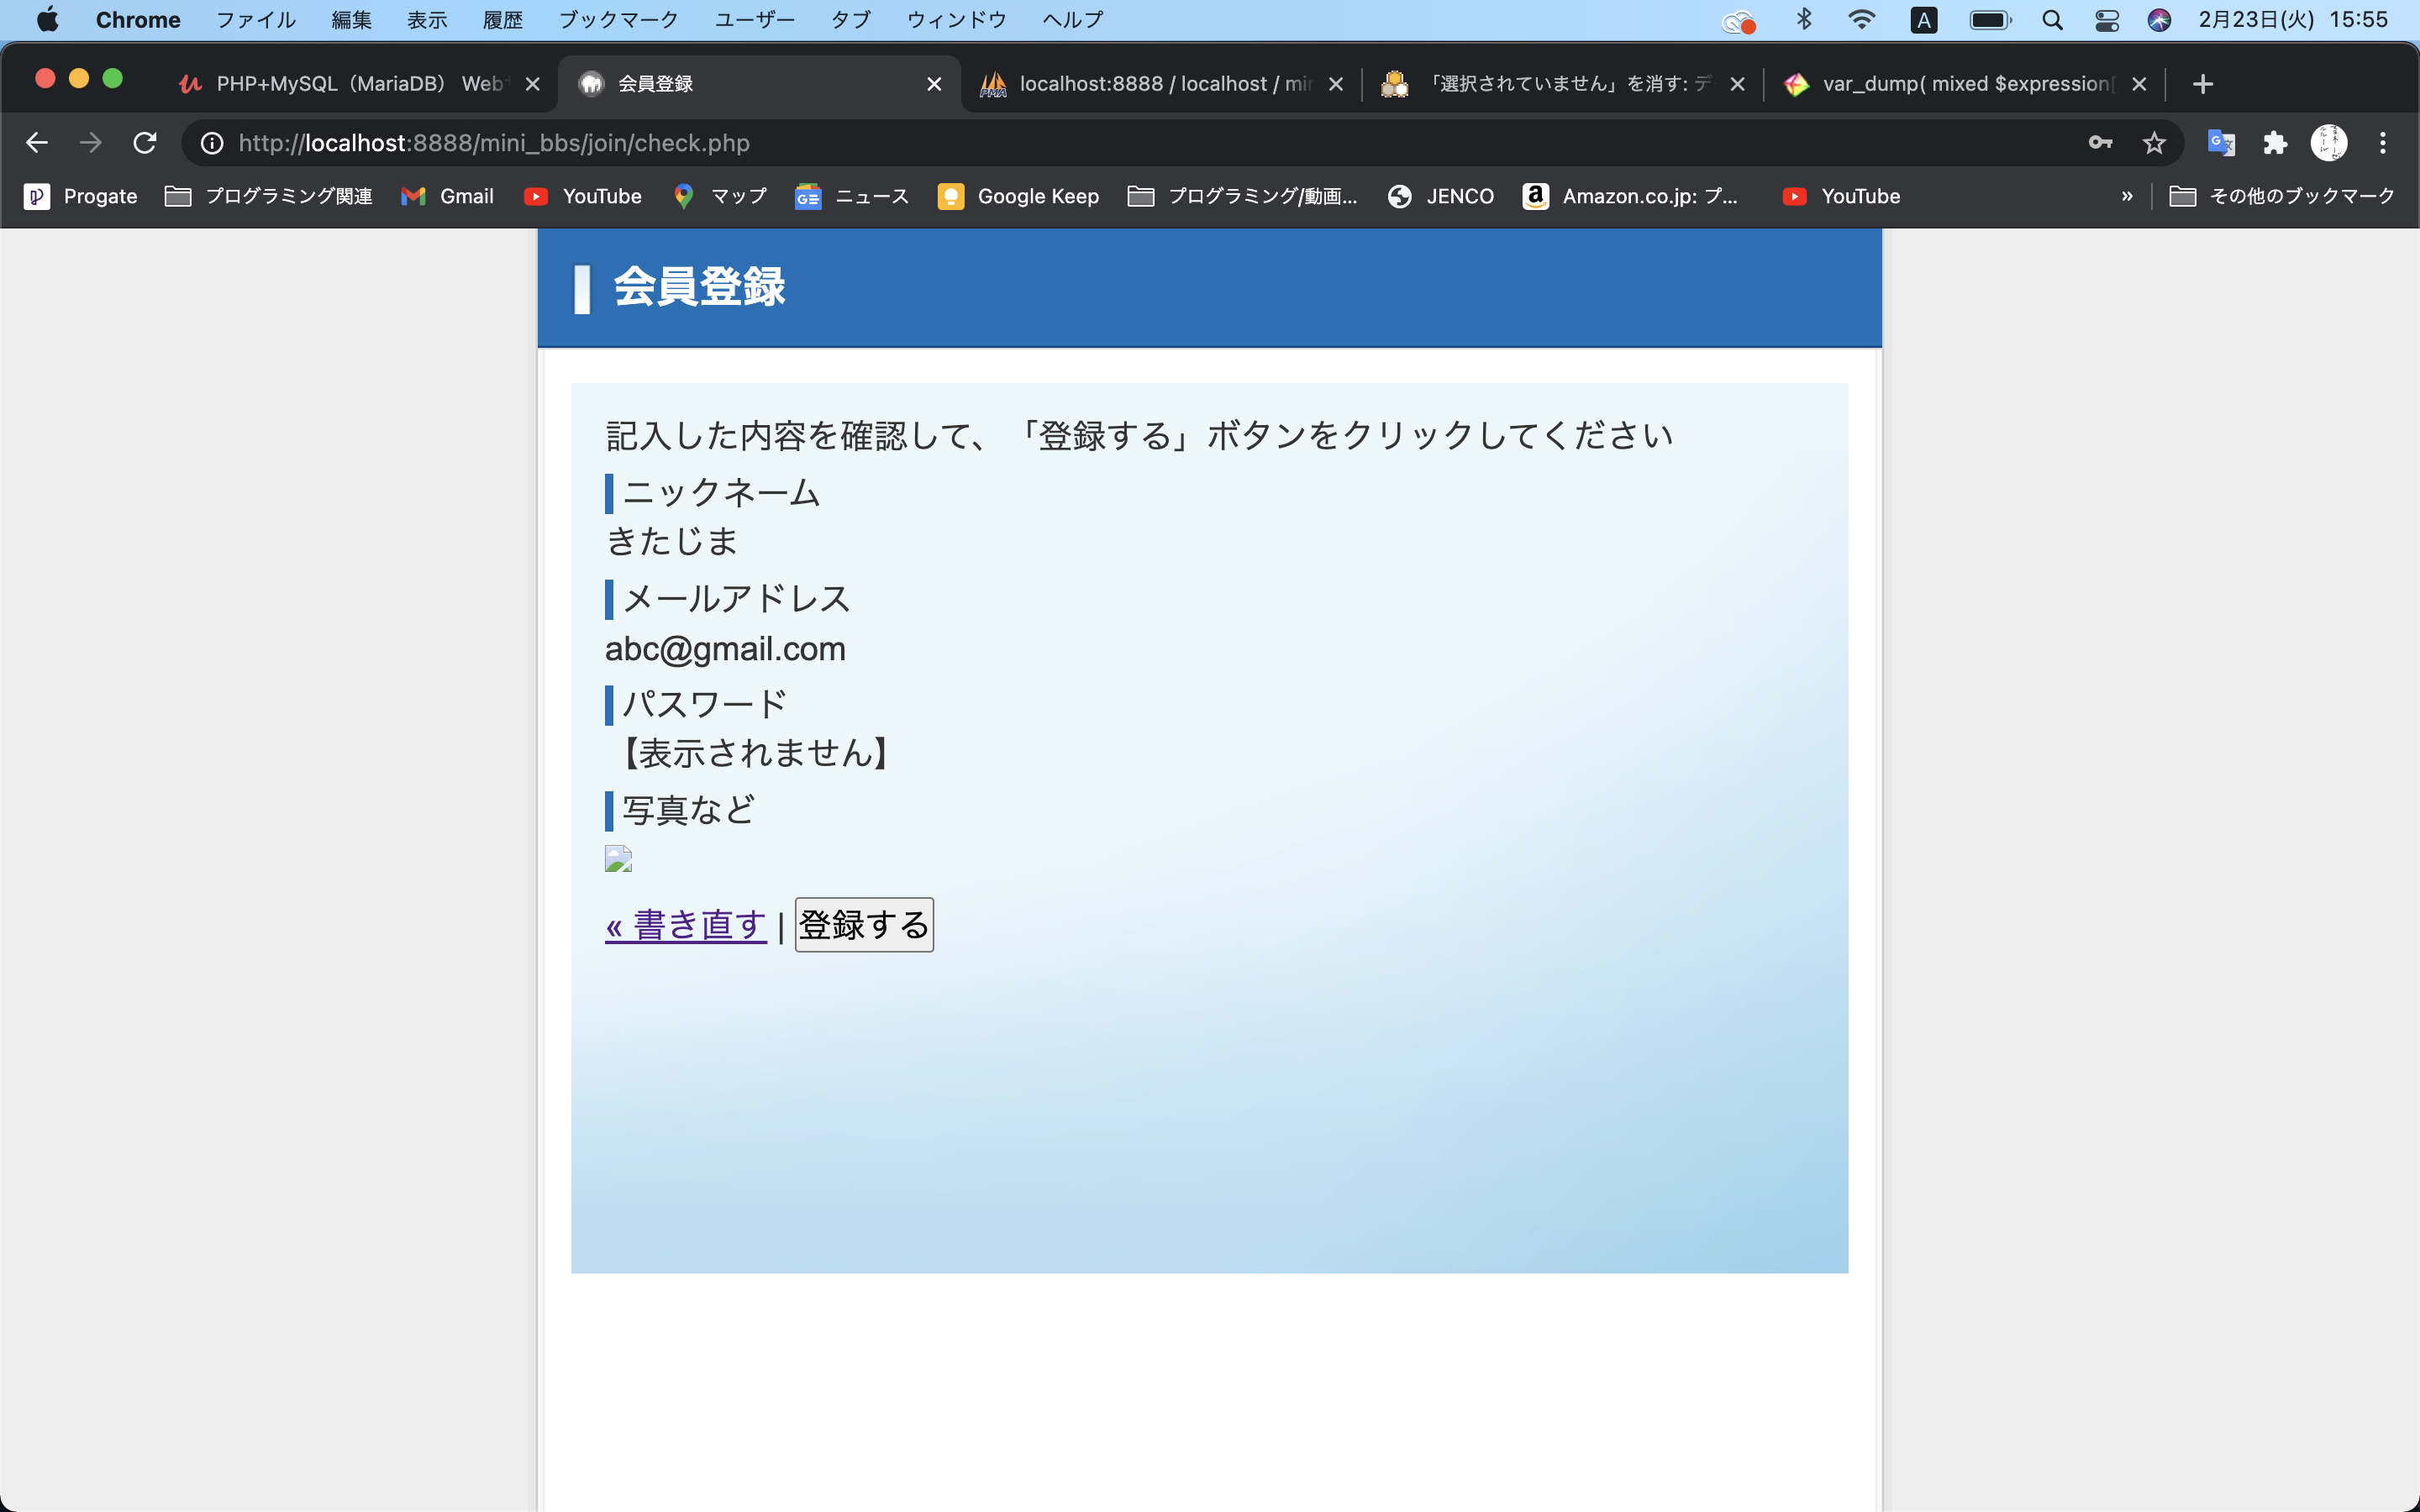 Chrome ファイル 編集 表示 履歴 ブックマーク ユーザー タブ ウィンドウ ヘルプ A 2月23日(火) 15:55
PHP+MySQL（MariaDB） Web 会員登録 localhost:8888 / localhost / mi 「選択されていません」を消す: デ var_dump( mixed $expression[
http://localhost:8888/mini_bbs/join/check.php
Progate プログラミング関連 Gmail YouTube マップ ニュース Google Keep プログラミング/動画... JENCO Amazon.co.jp: プ... YouTube » その他のブックマーク
会員登録
記入した内容を確認して、「登録する」ボタンをクリックしてください
ニックネーム
きたじま
メールアドレス
abc@gmail.com
パスワード
【表示されません】
写真など
« 書き直す | 登録する